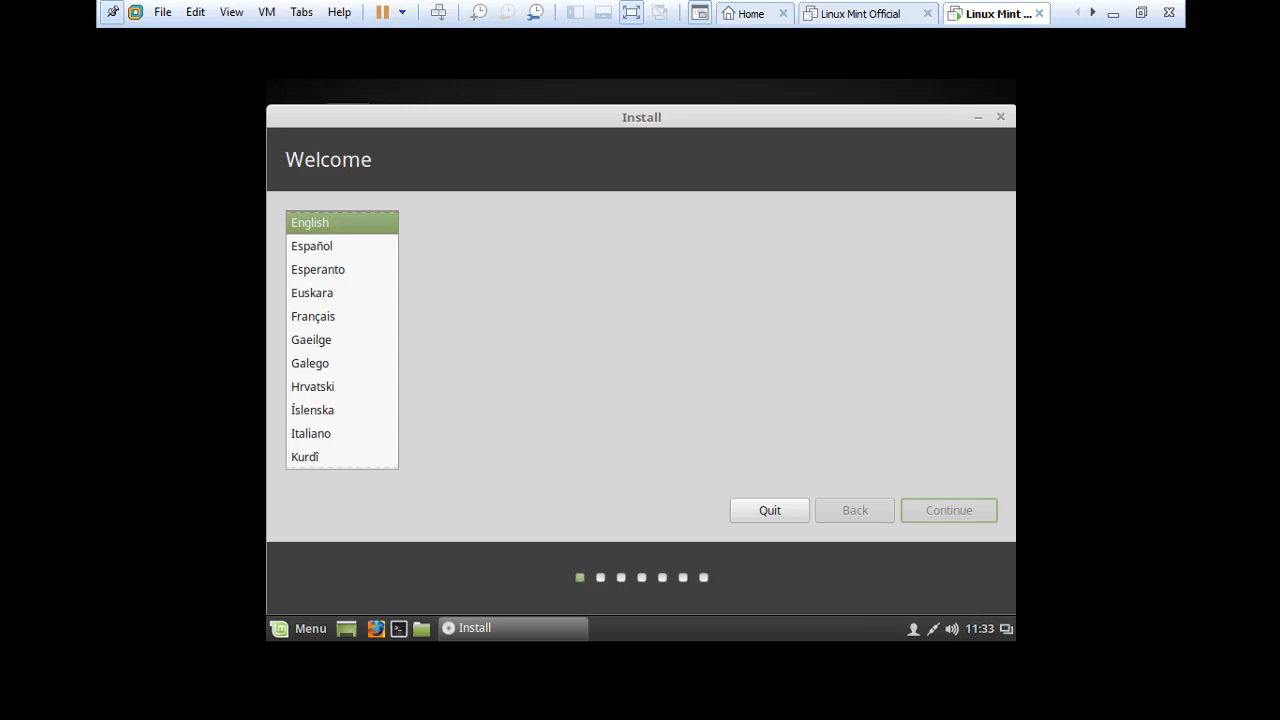 File Edit View VM Tabs Help Home Linux Mint Official Linux Mint ...
Install
Welcome
English
Español
Esperanto
Euskara
Français
Gaeilge
Galego
Hrvatski
Íslenska
Italiano
Kurdî
Quit Back Continue
Menu Install 11:33